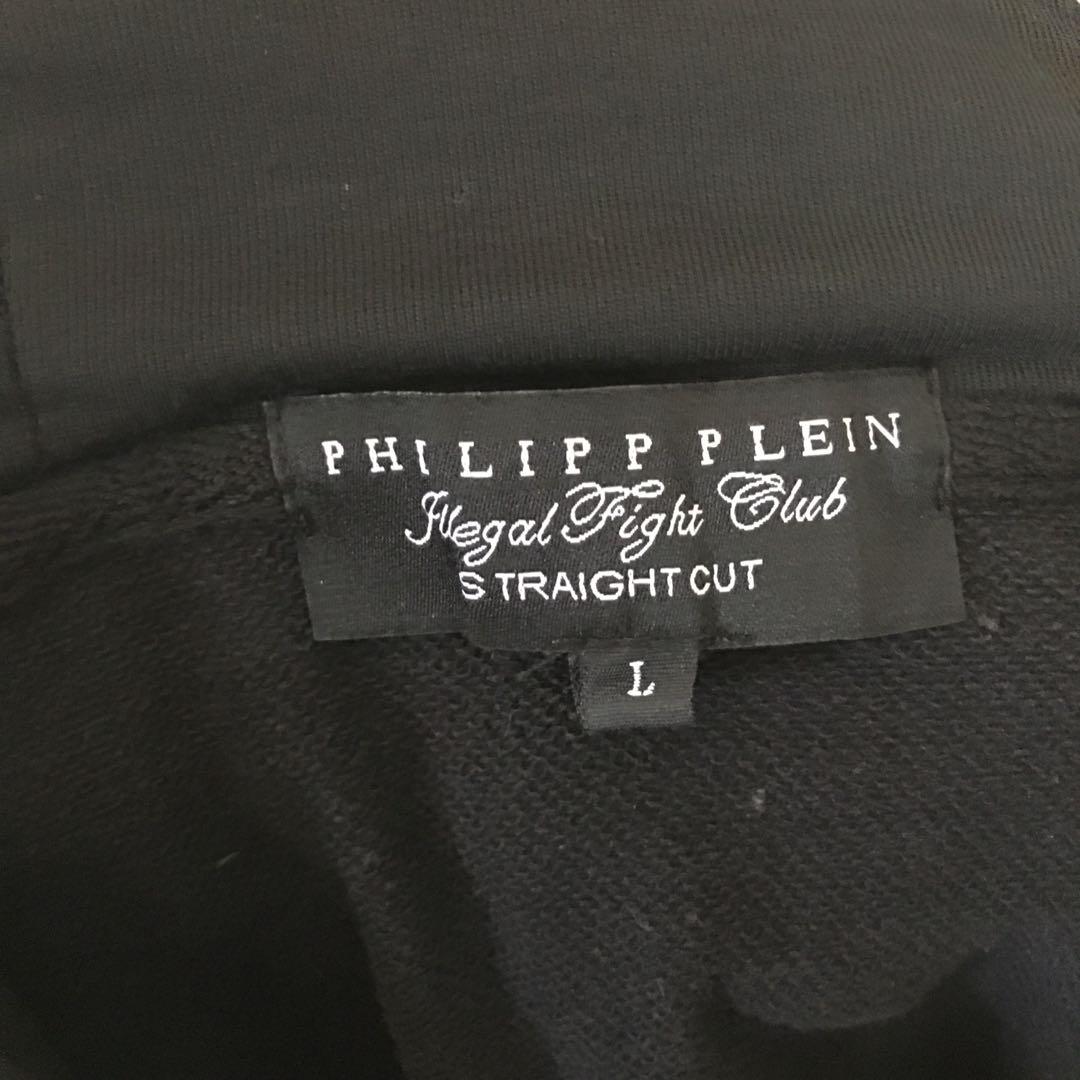 PHILIPP PLEIN
Illegal Fight Club
STRAIGHT CUT
L